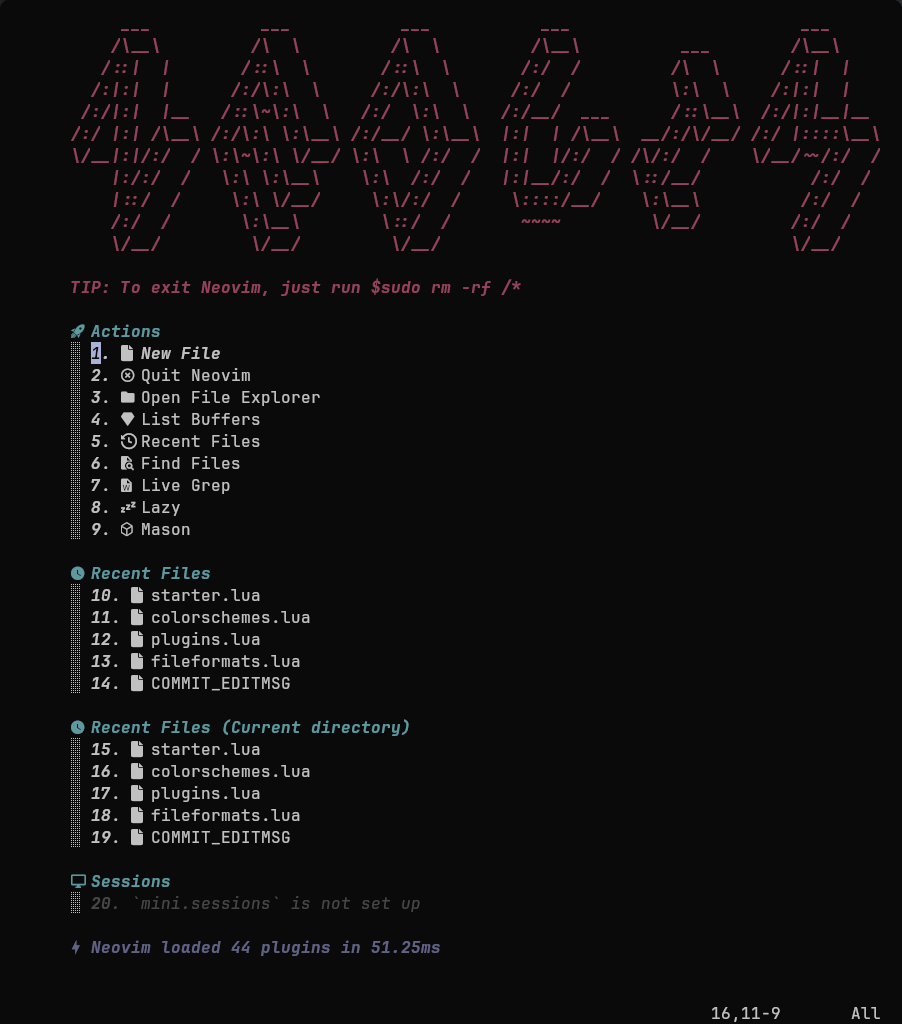 TIP: To exit Neovim, just run $sudo rm -rf /*
Actions
1. New File
2. Quit Neovim
3. Open File Explorer
4. List Buffers
5. Recent Files
6. Find Files
7. Live Grep
8. Lazy
9. Mason
Recent Files
10. starter.lua
11. colorschemes.lua
12. plugins.lua
13. fileformats.lua
14. COMMIT_EDITMSG
Recent Files (Current directory)
15. starter.lua
16. colorschemes.lua
17. plugins.lua
18. fileformats.lua
19. COMMIT_EDITMSG
Sessions
20. `mini.sessions` is not set up
Neovim loaded 44 plugins in 51.25ms
16,11-9 All